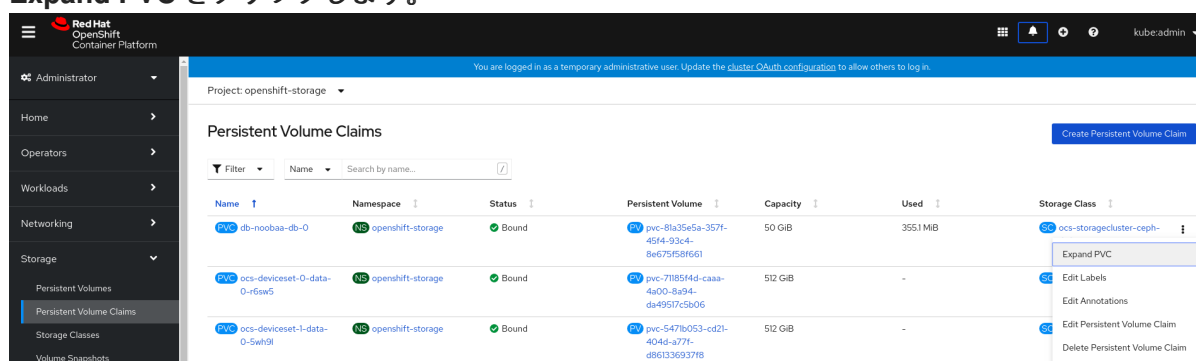 Expand PVC をクリックします。
Red Hat
OpenShift
Container Platform
kube:admin
Administrator
You are logged in as a temporary administrative user. Update the cluster OAuth configuration to allow others to log in.
Project: openshift-storage
Home
Persistent Volume Claims
Create Persistent Volume Claim
Operators
Filter
Name
Search by name...
/
Workloads
Name
Namespace
Status
Persistent Volume
Capacity
Used
Storage Class
Networking
PVC db-noobaa-db-0
NS openshift-storage
Bound
PV pvc-81a35e5a-357f-
45f4-93c4-
8e675f58f661
50 GiB
355.1 MiB
SC ocs-storagecluster-ceph-
Storage
Expand PVC
Persistent Volumes
PVC ocs-deviceset-0-data-
0-r6sw5
NS openshift-storage
Bound
PV pvc-71185f4d-caaa-
4a00-8a94-
da49517c5b06
512 GiB
-
SC
Edit Labels
Edit Annotations
Persistent Volume Claims
Storage Classes
PVC ocs-deviceset-1-data-
0-5wh9l
NS openshift-storage
Bound
PV pvc-5471b053-cd21-
404d-a77f-
d861336937f8
512 GiB
-
SC
Edit Persistent Volume Claim
Delete Persistent Volume Claim
Volume Snapshots